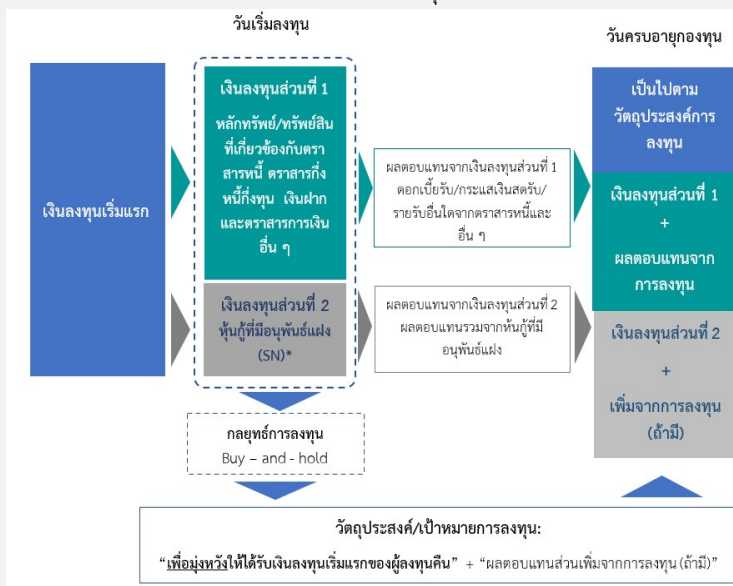 วันเริ่มลงทุน
วันครบอายุกองทุน
เงินลงทุนเริ่มแรก
เงินลงทุนส่วนที่ 1
หลักทรัพย์/ทรัพย์สิน
ที่เกี่ยวข้องกับตรา
สารหนี้ ตราสารกึ่ง
หนี้กึ่งทุน เงินฝาก
และตราสารการเงิน
อื่น ๆ
เงินลงทุนส่วนที่ 2
หุ้นกู้ที่มีอนุพันธ์แฝง
(SN)*
ผลตอบแทนจากเงินลงทุนส่วนที่ 1
ดอกเบี้ยรับ/กระแสเงินสดรับ/
รายรับอื่นใดจากตราสารหนี้และ
อื่น ๆ
ผลตอบแทนจากเงินลงทุนส่วนที่ 2
ผลตอบแทนรวมจากหุ้นกู้ที่มี
อนุพันธ์แฝง
เป็นไปตาม
วัตถุประสงค์การ
ลงทุน
เงินลงทุนส่วนที่ 1
+
ผลตอบแทนจาก
การลงทุน
เงินลงทุนส่วนที่ 2
+
เพิ่มจากการลงทุน
(ถ้ามี)
กลยุทธ์การลงทุน
Buy – and - hold
วัตถุประสงค์/เป้าหมายการลงทุน:
“เพื่อมุ่งหวังให้ได้รับเงินลงทุนเริ่มแรกของผู้ลงทุนคืน” + “ผลตอบแทนส่วนเพิ่มจากการลงทุน (ถ้ามี)”